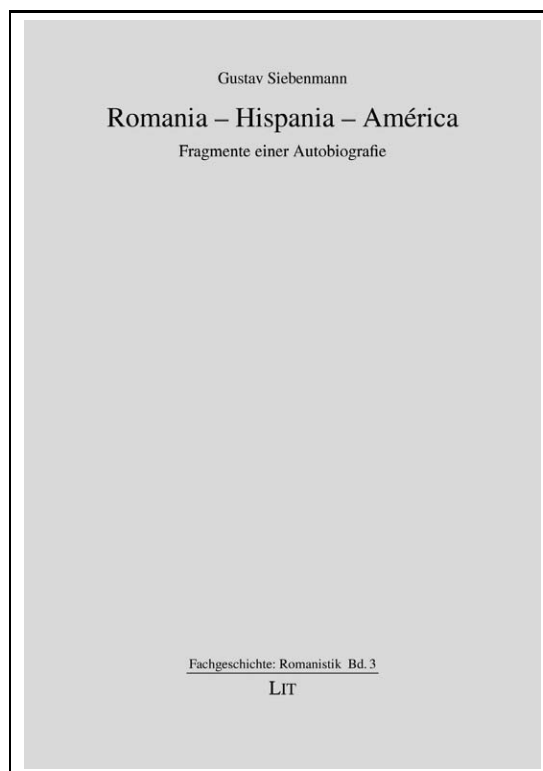 Gustav Siebenmann
Romania – Hispania – América
Fragmente einer Autobiografie
Fachgeschichte: Romanistik Bd. 3
LIT